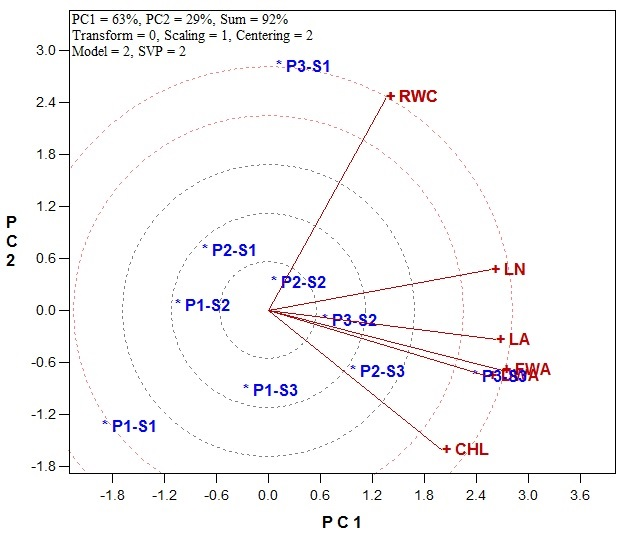 PC1 = 63%, PC2 = 29%, Sum = 92%
Transform = 0, Scaling = 1, Centering = 2
Model = 2, SVP = 2
3.0
* P3-S1
RWC
2.4
1.8
1.2
P C 2
* P2-S1
0.6
LN
* P2-S2
* P1-S2
0.0
* P3-S2
LA
-0.6
* P2-S3
FWA
* P3-S3
* P1-S3
-1.2
* P1-S1
CHL
-1.8
-1.8 -1.2 -0.6 0.0 0.6 1.2 1.8 2.4 3.0 3.6
P C 1